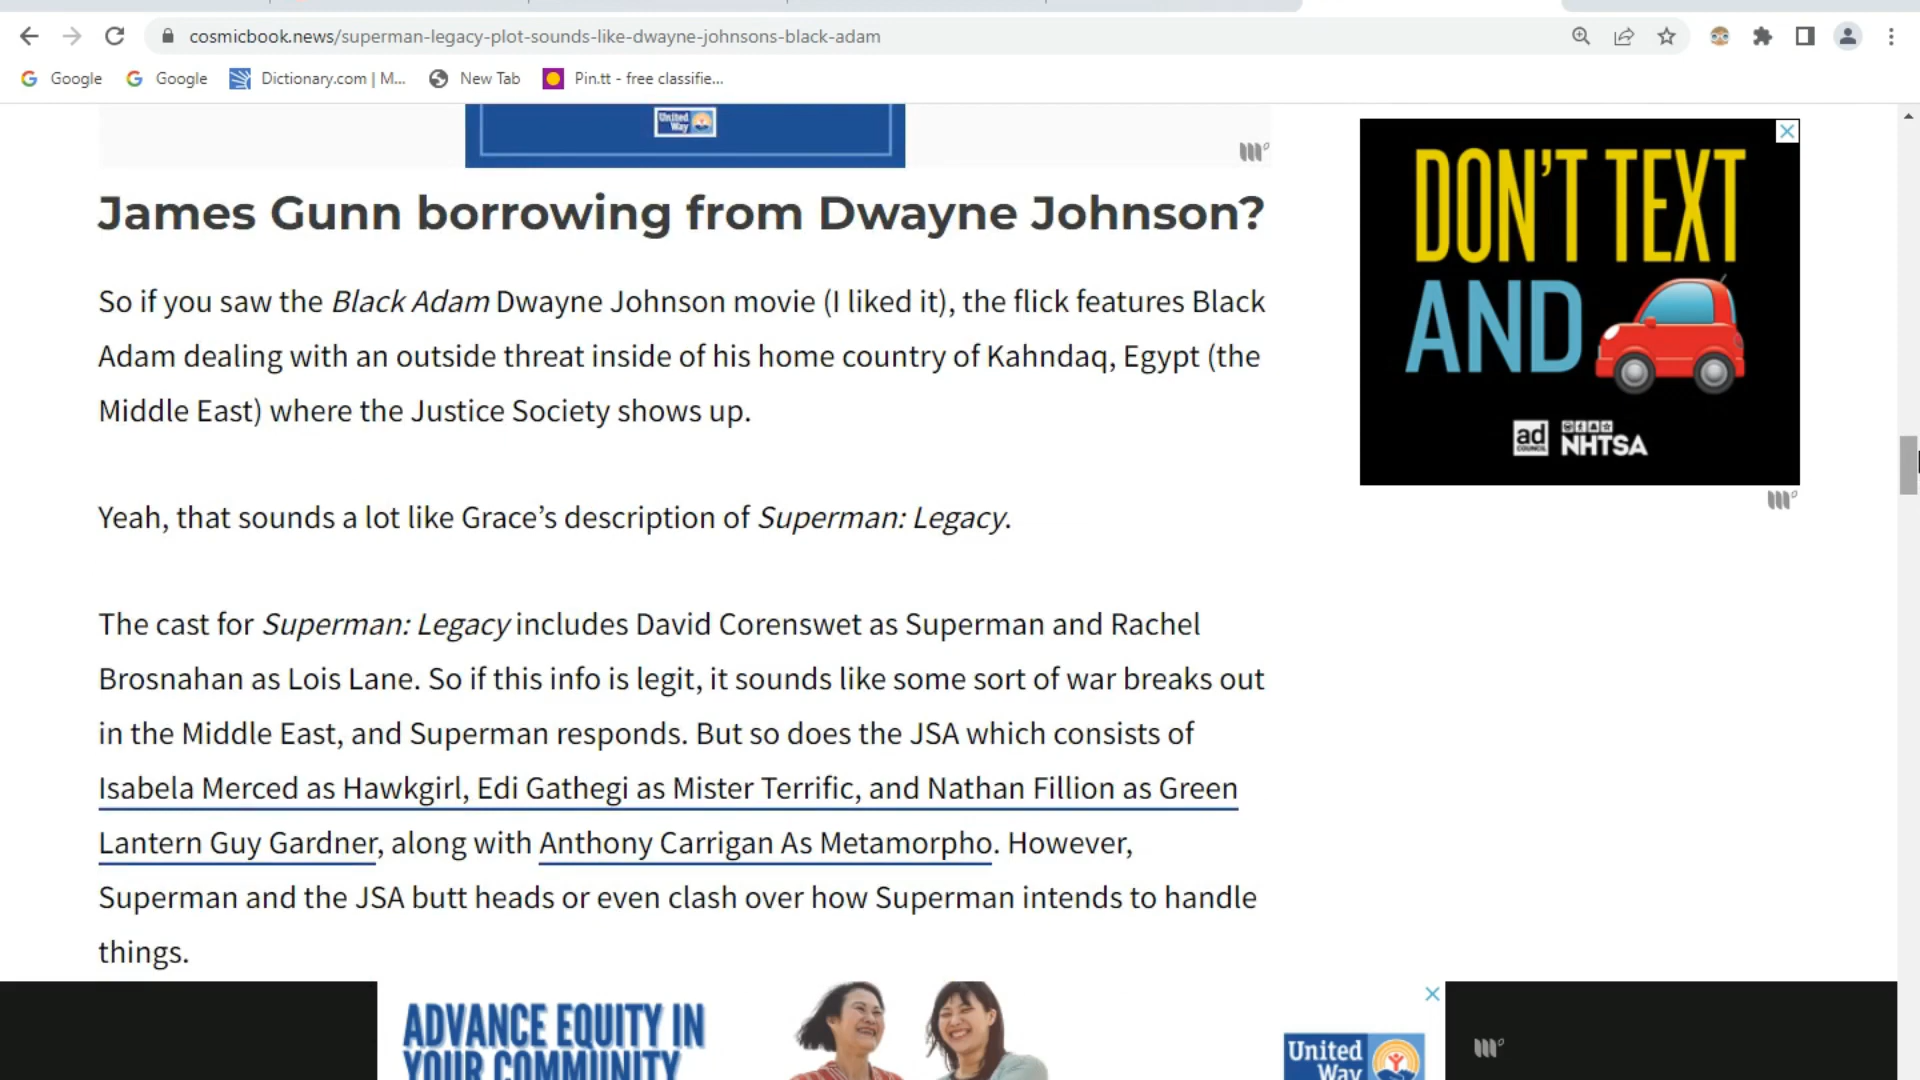 cosmicbook.news/superman-legacy-plot-sounds-like-dwayne-johnsons-black-adam
Google
Google
Dictionary.com | M...
New Tab
Pin.tt - free classifie...
United
Way
James Gunn borrowing from Dwayne Johnson?
So if you saw the Black Adam Dwayne Johnson movie (I liked it), the flick features Black
Adam dealing with an outside threat inside of his home country of Kahndaq, Egypt (the
Middle East) where the Justice Society shows up.
Yeah, that sounds a lot like Grace’s description of Superman: Legacy.
The cast for Superman: Legacy includes David Corenswet as Superman and Rachel
Brosnahan as Lois Lane. So if this info is legit, it sounds like some sort of war breaks out
in the Middle East, and Superman responds. But so does the JSA which consists of
Isabela Merced as Hawkgirl, Edi Gathegi as Mister Terrific, and Nathan Fillion as Green
Lantern Guy Gardner, along with Anthony Carrigan As Metamorpho. However,
Superman and the JSA butt heads or even clash over how Superman intends to handle
things.
DON'T TEXT
AND
ad
COUNCIL
NHTSA
ADVANCE EQUITY IN
YOUR COMMUNITY
United
Way